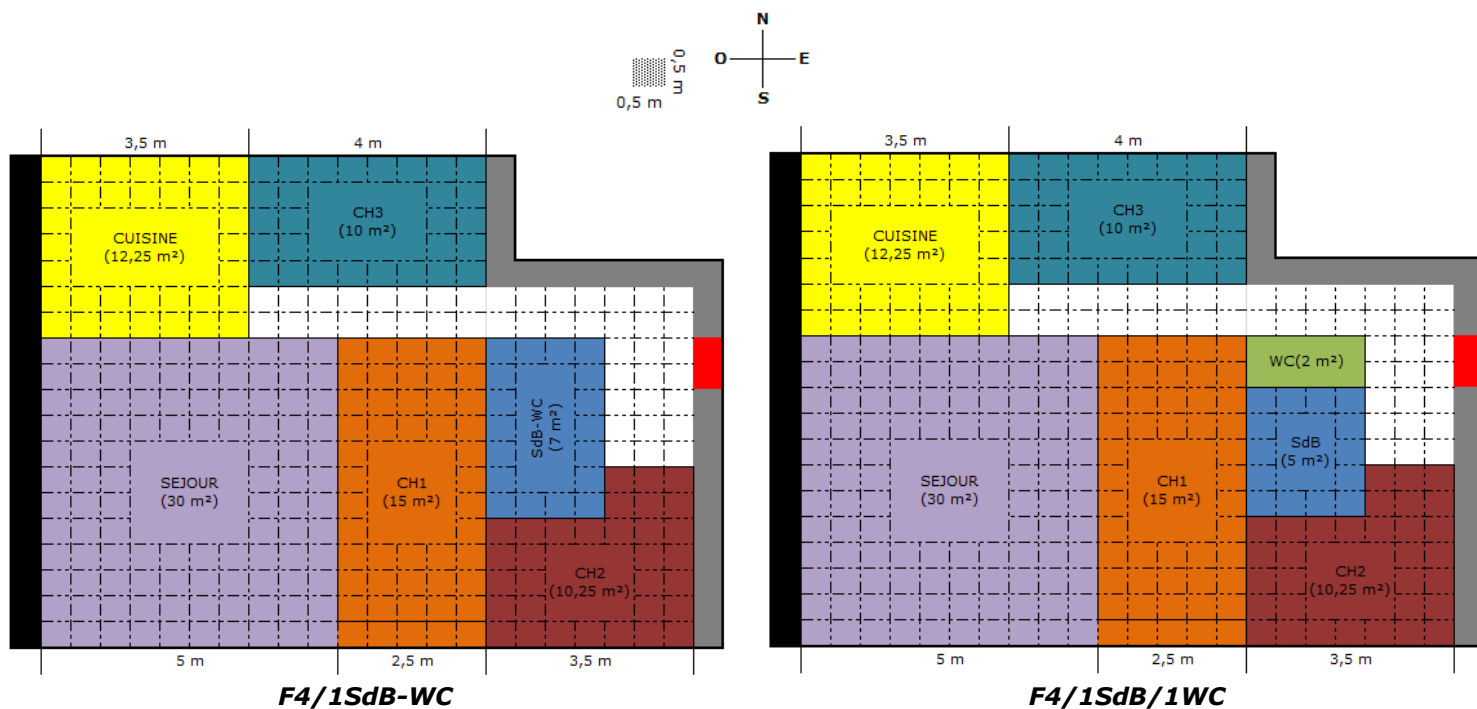 N
O
E
S
0,5 m
0,5 m
3,5 m
4 m
CUISINE
(12,25 m²)
CH3
(10 m²)
SEJOUR
(30 m²)
CH1
(15 m²)
SdB-WC
(7 m²)
CH2
(10,25 m²)
5 m
2,5 m
3,5 m
F4/1SdB-WC
3,5 m
4 m
CUISINE
(12,25 m²)
CH3
(10 m²)
WC(2 m²)
SEJOUR
(30 m²)
CH1
(15 m²)
SdB
(5 m²)
CH2
(10,25 m²)
5 m
2,5 m
3,5 m
F4/1SdB/1WC